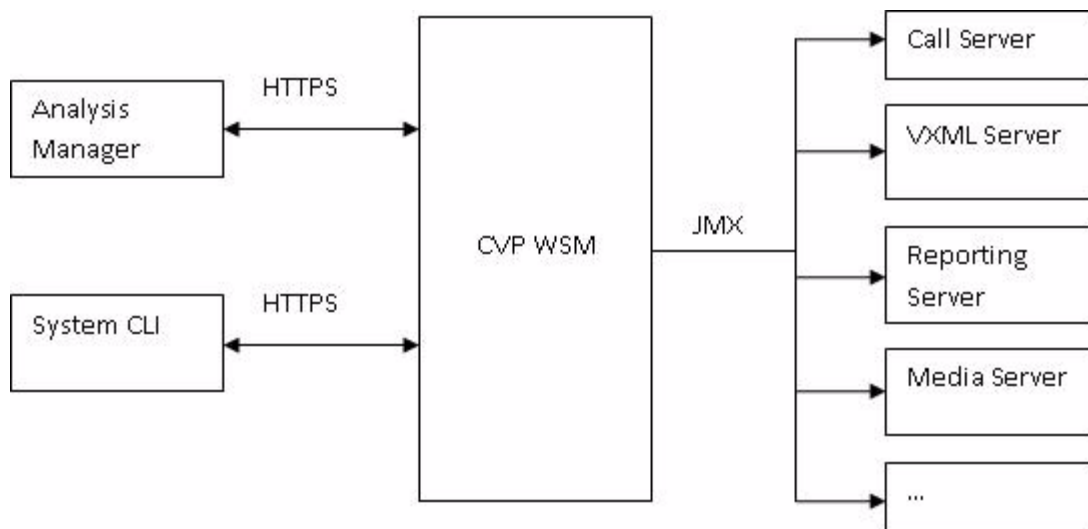 Analysis
Manager
HTTPS
System CLI
HTTPS
CVP WSM
JMX
Call Server
VXML Server
Reporting
Server
Media Server
...